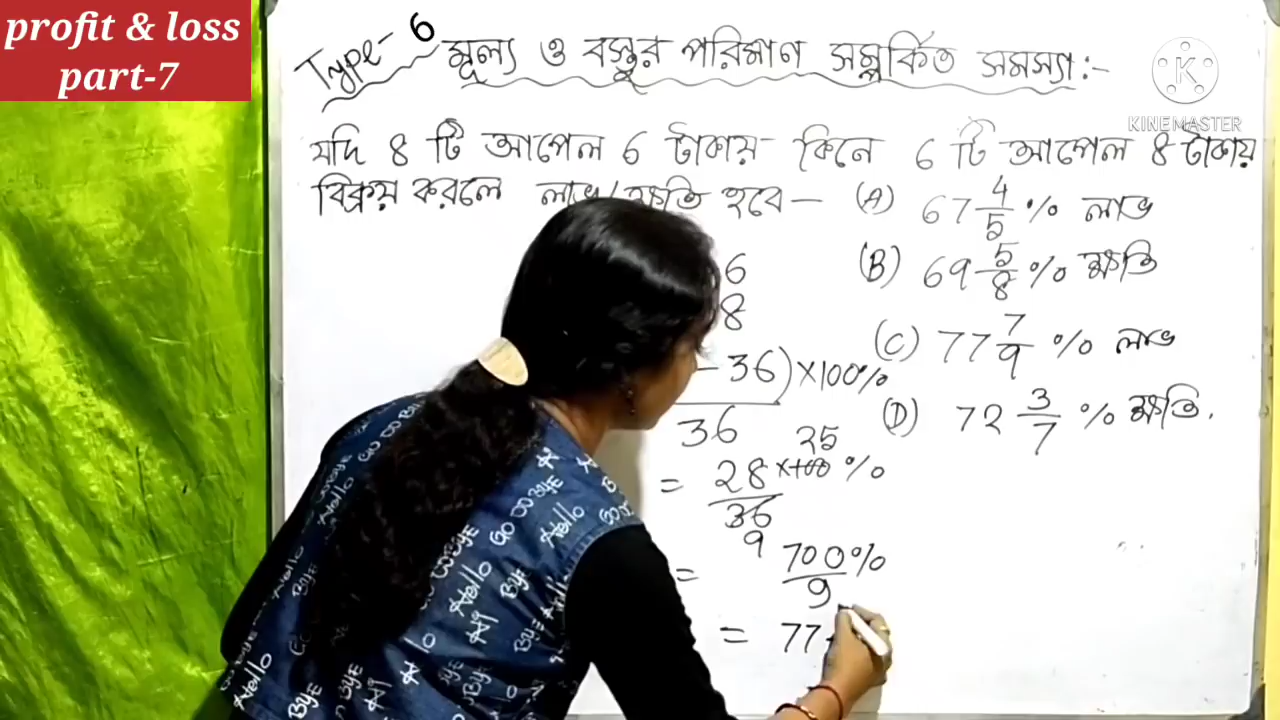 profit & loss
part-7
Type- 6 মূল্য ও বস্তুর পরিমাণ সম্পর্কিত সমস্যা:-
KINEMASTER
যদি 8 টি আপেল 6 টাকায় কিনে 6 টি আপেল 8 টাকায়
বিক্রয় করলে লাভ/ক্ষতি হবে —
(A) 67 4/5 % লাভ
(B) 69 5/8 % ক্ষতি
(C) 77 7/9 % লাভ
(D) 72 3/7 % ক্ষতি.
6
8
- 36) ×100%
36
25
= 28 ×100 %
36
9
= 700%
9
= 77